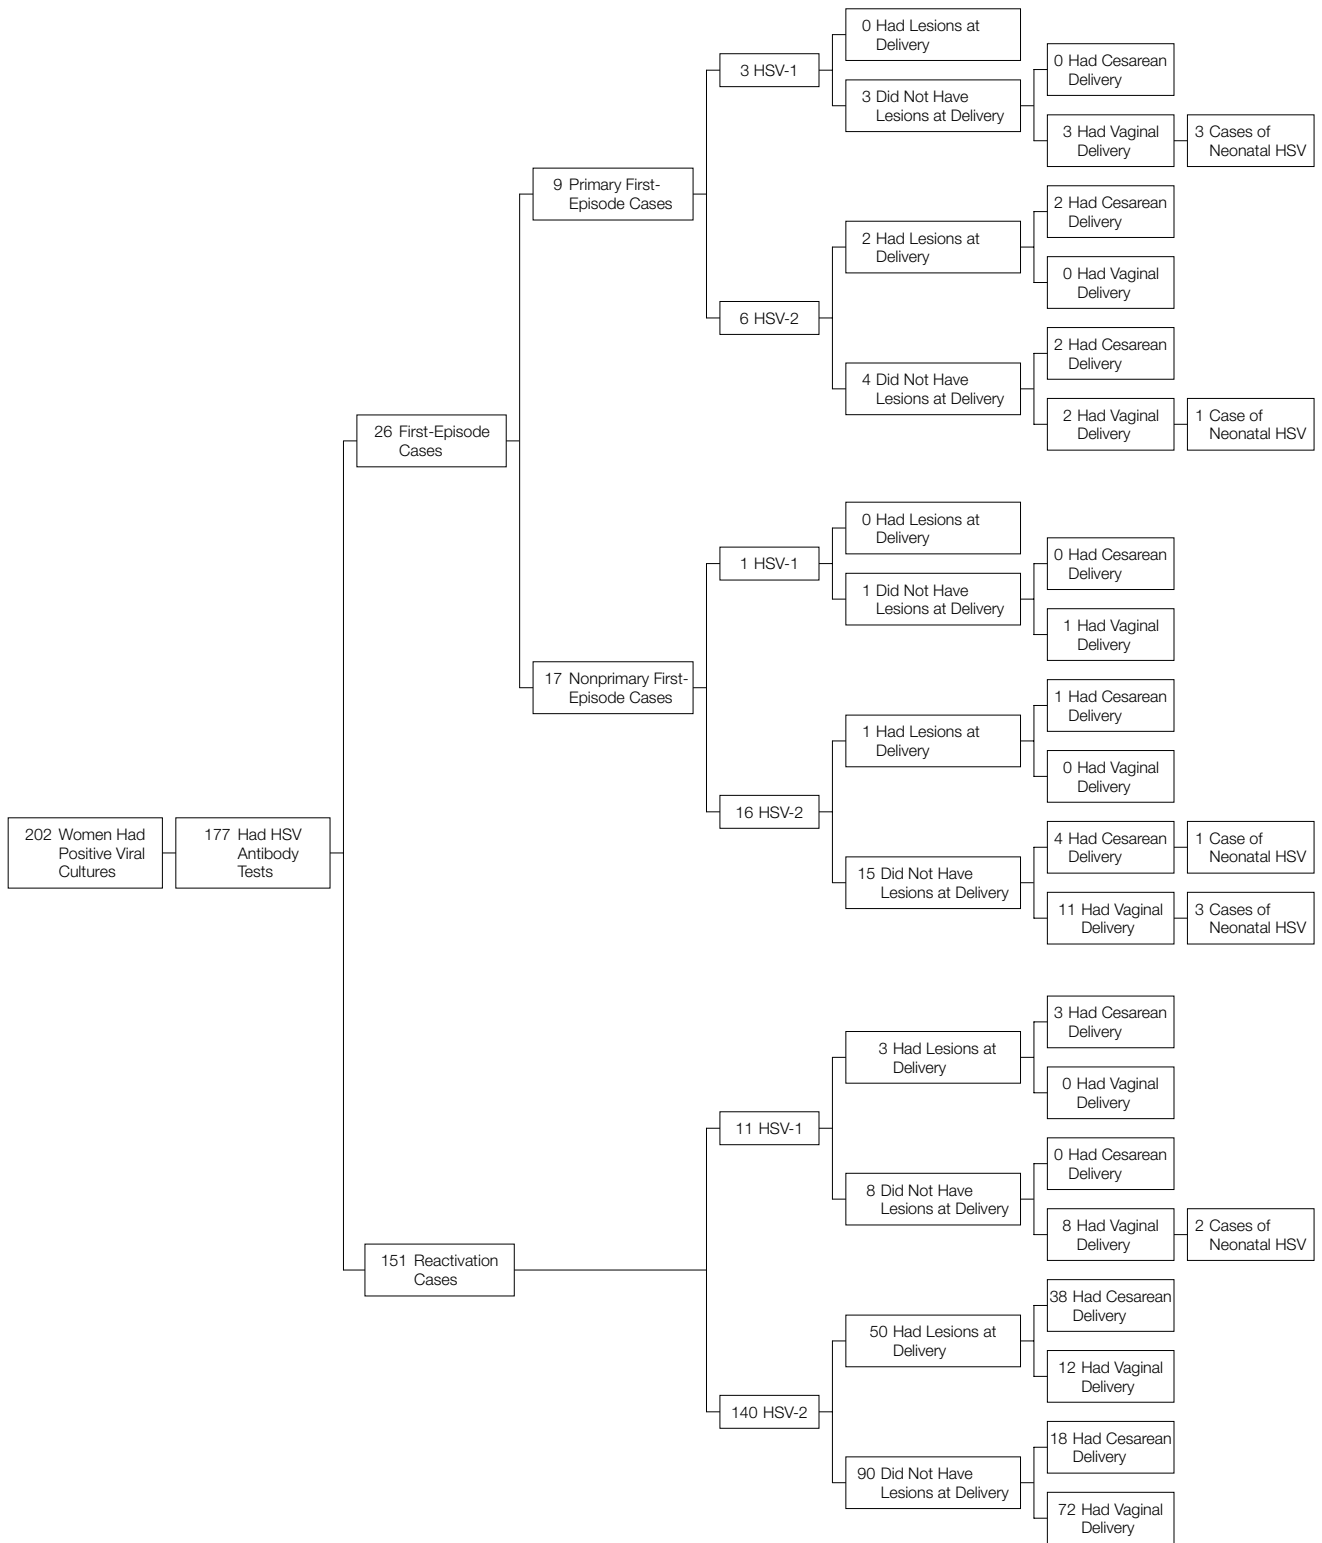 0 Had Lesions at
Delivery
3 HSV-1
0 Had Cesarean
Delivery
3 Did Not Have
Lesions at Delivery
3 Had Vaginal
Delivery
3 Cases of
Neonatal HSV
9 Primary First-
Episode Cases
2 Had Cesarean
Delivery
2 Had Lesions at
Delivery
0 Had Vaginal
Delivery
6 HSV-2
2 Had Cesarean
Delivery
4 Did Not Have
Lesions at Delivery
2 Had Vaginal
Delivery
1 Case of
Neonatal HSV
26 First-Episode
Cases
0 Had Lesions at
Delivery
1 HSV-1
0 Had Cesarean
Delivery
1 Did Not Have
Lesions at Delivery
1 Had Vaginal
Delivery
17 Nonprimary First-
Episode Cases
1 Had Cesarean
Delivery
1 Had Lesions at
Delivery
0 Had Vaginal
Delivery
16 HSV-2
4 Had Cesarean
Delivery
1 Case of
Neonatal HSV
15 Did Not Have
Lesions at Delivery
11 Had Vaginal
Delivery
3 Cases of
Neonatal HSV
202 Women Had
Positive Viral
Cultures
177 Had HSV
Antibody
Tests
3 Had Cesarean
Delivery
3 Had Lesions at
Delivery
0 Had Vaginal
Delivery
11 HSV-1
0 Had Cesarean
Delivery
8 Did Not Have
Lesions at Delivery
8 Had Vaginal
Delivery
2 Cases of
Neonatal HSV
151 Reactivation
Cases
38 Had Cesarean
Delivery
50 Had Lesions at
Delivery
12 Had Vaginal
Delivery
140 HSV-2
18 Had Cesarean
Delivery
90 Did Not Have
Lesions at Delivery
72 Had Vaginal
Delivery